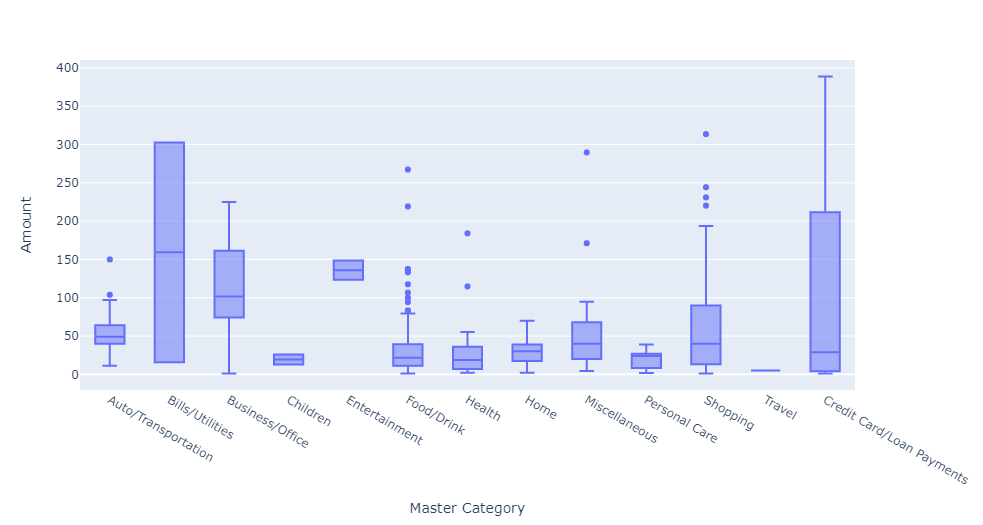 400
350
300
250
200
150
100
50
0
Amount
Auto/Transportation
Bills/Utilities
Business/Office
Children
Entertainment
Food/Drink
Health
Home
Miscellaneous
Personal Care
Shopping
Travel
Credit Card/Loan Payments
Master Category